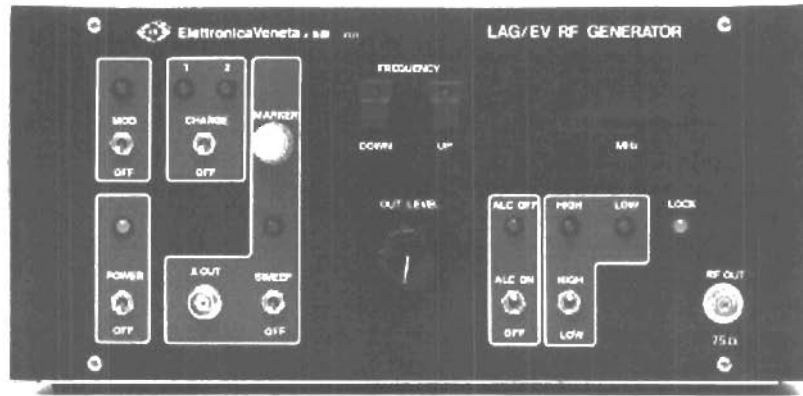 ElettronicaVeneta
LAG/EV RF GENERATOR
1 2
FREQUENCY
MOD
CHARGE
MARKER
DOWN
UP
MHz
OFF
OFF
OUT LEVEL
ALC OFF
HIGH
LOW
LOCK
POWER
X OUT
SWEEP
ALC ON
HIGH
RF OUT
OFF
OFF
OFF
LOW
75Ω